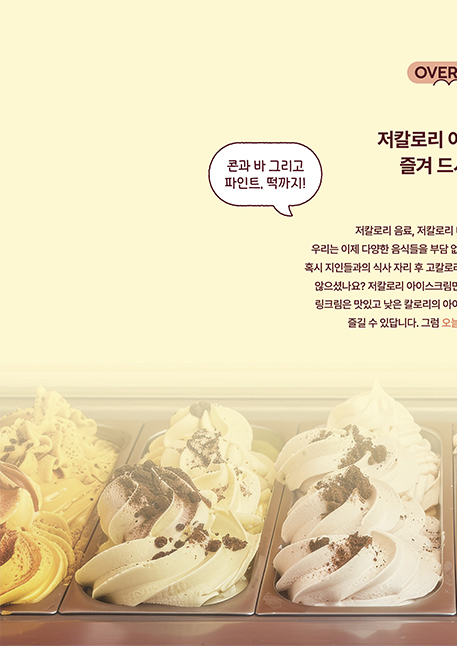 OVER
저칼로리 아
즐겨 드시
콘과 바 그리고
파인트, 떡까지!
저칼로리 음료, 저칼로리
우리는 이제 다양한 음식들을 부담 없
혹시 지인들과의 식사 자리 후 고칼로리
않으셨나요? 저칼로리 아이스크림만
링크림은 맛있고 낮은 칼로리의 아이
즐길 수 있답니다. 그럼 오늘